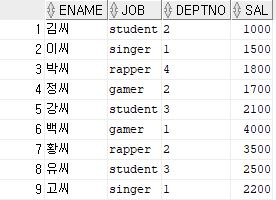 ENAME JOB DEPTNO SAL
1 김씨 student 2 1000
2 이씨 singer 1 1500
3 박씨 rapper 4 1800
4 정씨 gamer 2 1700
5 강씨 student 3 2100
6 백씨 gamer 1 4000
7 황씨 rapper 2 3500
8 유씨 student 3 2500
9 고씨 singer 1 2200